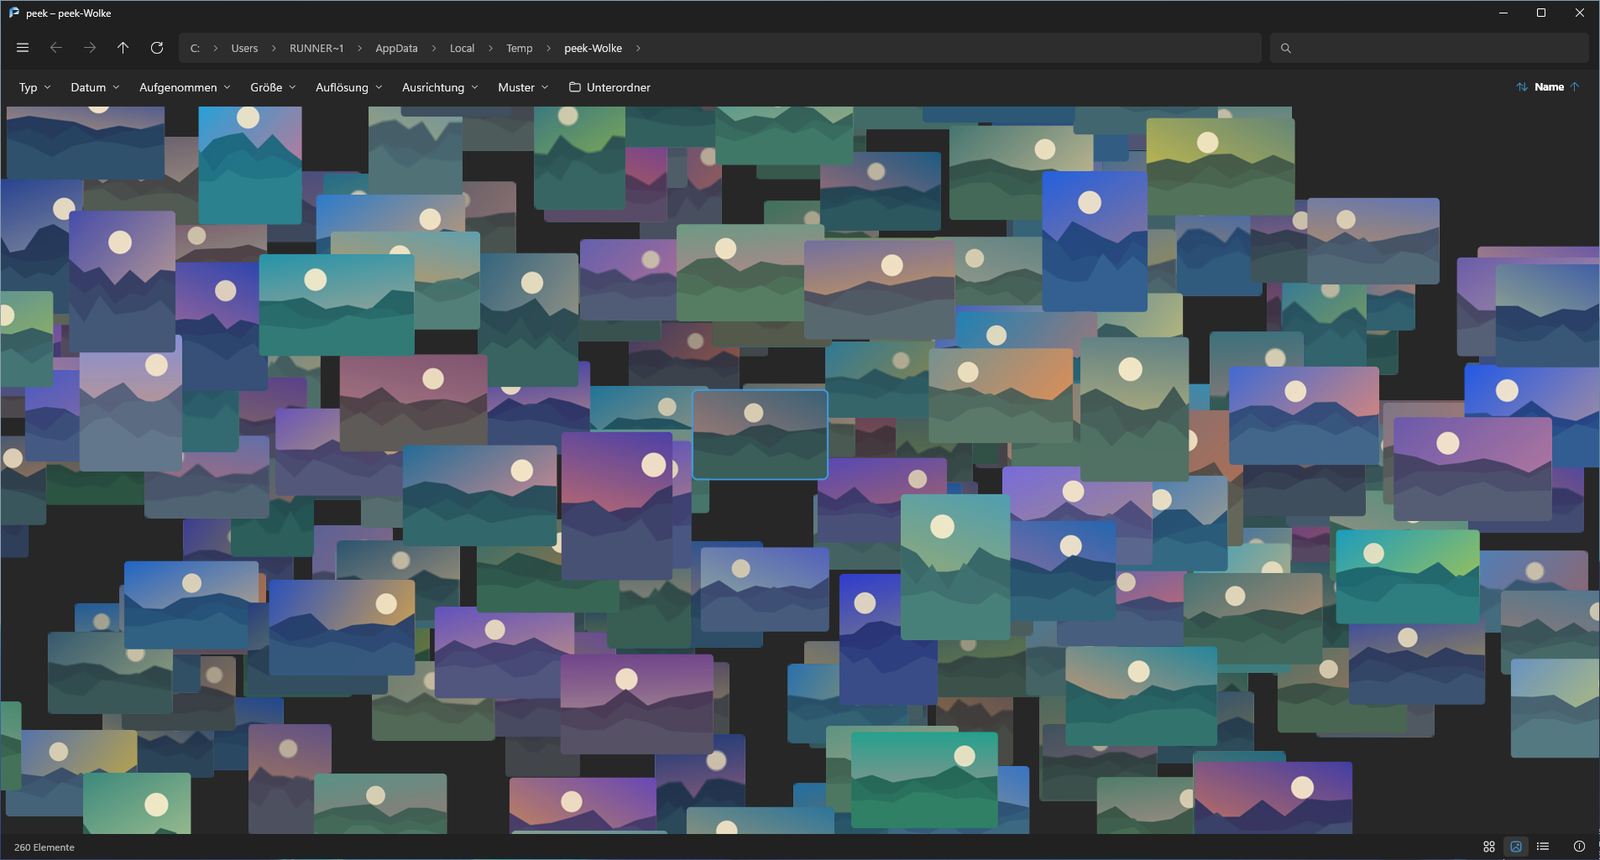 peek – peek-Wolke
C: Users RUNNER~1 AppData Local Temp peek-Wolke
Typ Datum Aufgenommen Größe Auflösung Ausrichtung Muster Unterordner Name
260 Elemente